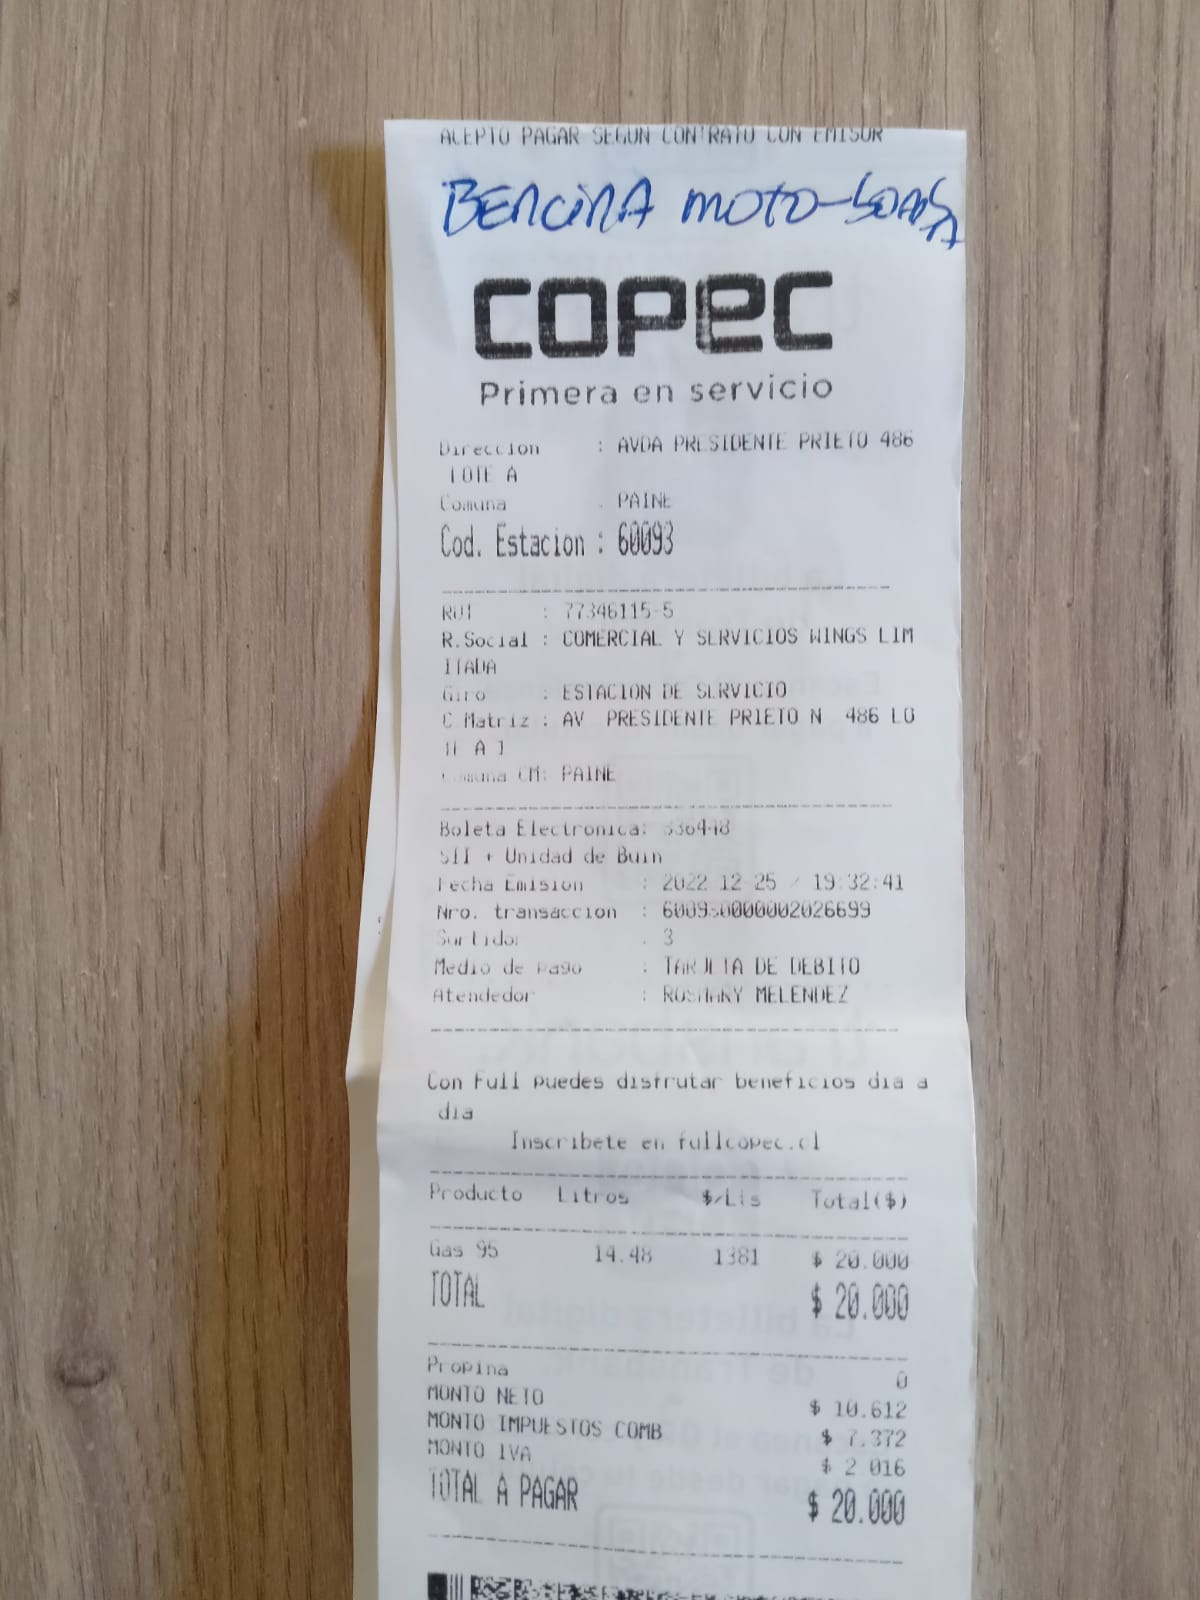 ACEPTO PAGAR SEGUN CONTRATO CON EMISOR
BENCINA MOTO-
COPEC
Primera en servicio
Direccion : AVDA PRESIDENTE PRIETO 486
LOTE A
Comuna : PAINE
Cod. Estacion : 60093
RUT : 77346115-5
R.Social : COMERCIAL Y SERVICIOS WINGS LIM
ITADA
Giro : ESTACION DE SERVICIO
C Matriz : AV PRESIDENTE PRIETO N 486 LO
TE A 1
Comuna CM: PAINE
Boleta Electronica: 336448
SII + Unidad de Buin
Fecha Emision : 2022-12-25 / 19:32:41
Nro. transaccion : 600930000002026699
Surtidor : 3
Medio de pago : TARJETA DE DEBITO
Atendedor : ROSMARY MELENDEZ
Con Full puedes disfrutar beneficios dia a
dia
Inscribete en fullcopec.cl
Producto Litros $/Lts Total($)
Gas 95 14.48 1381 $ 20.000
TOTAL $ 20.000
Propina 0
MONTO NETO $ 10.612
MONTO IMPUESTOS COMB $ 7.372
MONTO IVA $ 2.016
TOTAL A PAGAR $ 20.000